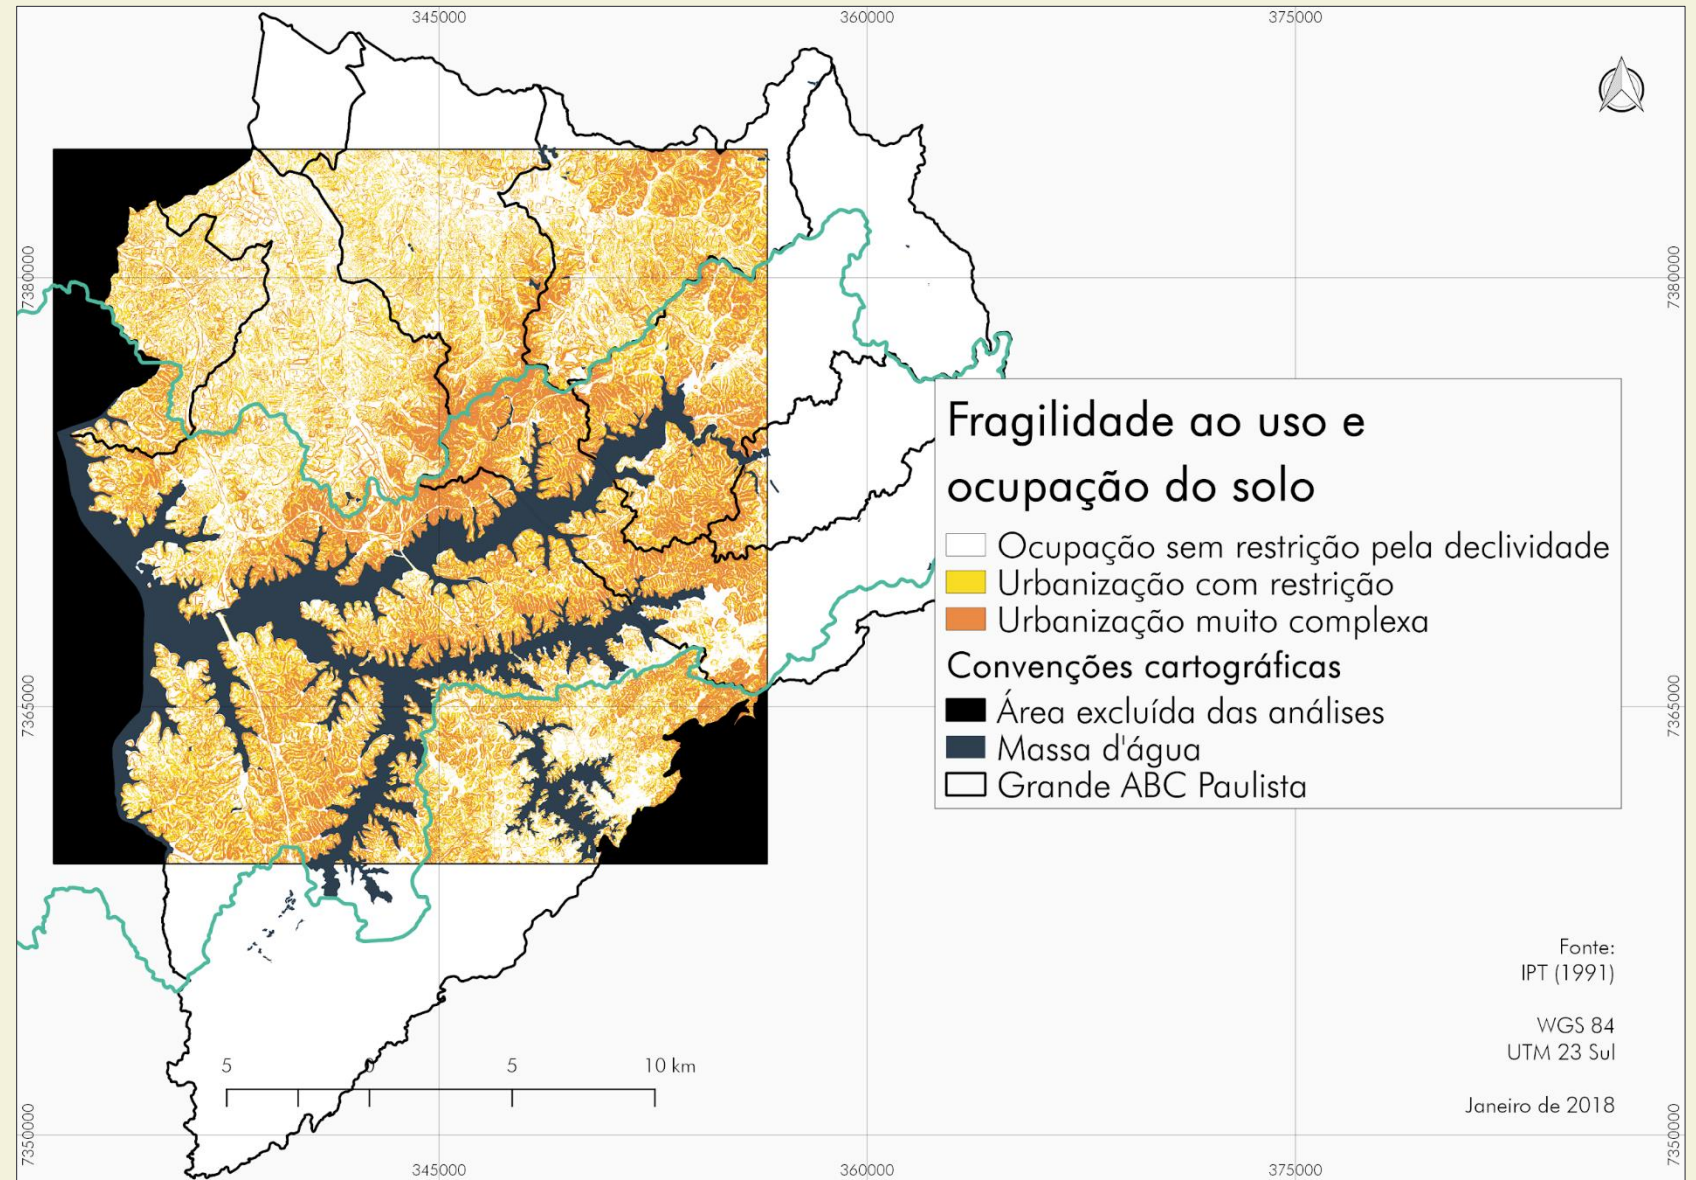 345000
360000
375000
7380000
7380000
Fragilidade ao uso e
ocupação do solo
Ocupação sem restrição pela declividade
Urbanização com restrição
Urbanização muito complexa
Convenções cartográficas
Área excluída das análises
Massa d'água
Grande ABC Paulista
7365000
7365000
Fonte:
IPT (1991)
WGS 84
UTM 23 Sul
Janeiro de 2018
5
0
5
10 km
7350000
7350000
345000
360000
375000